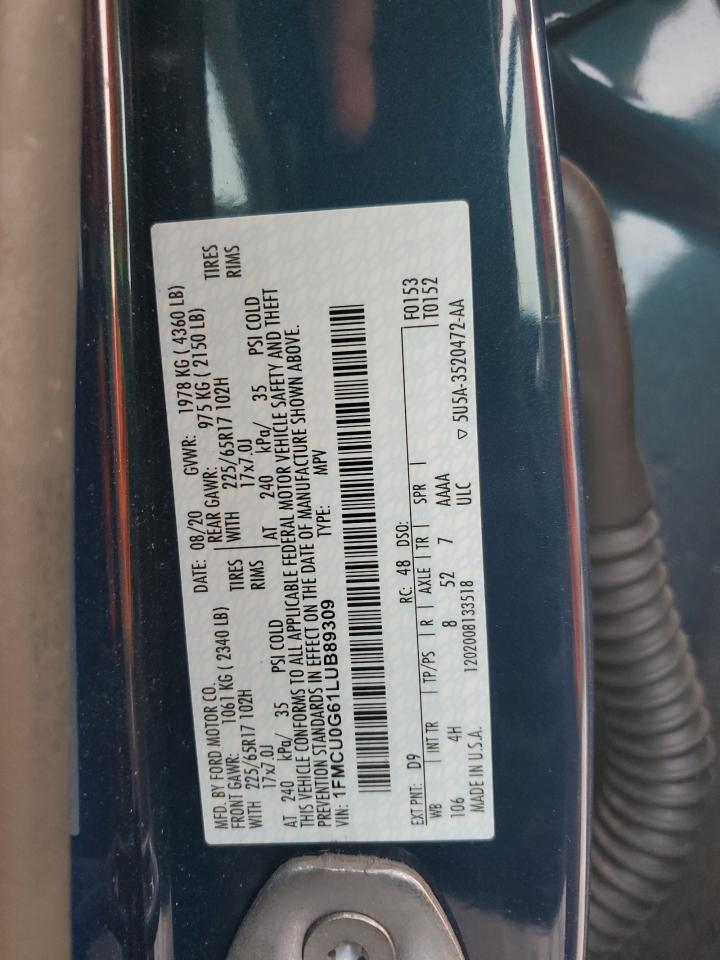 MFD. BY FORD MOTOR CO. DATE: 08/20 GVWR: 1978 KG ( 4360 LB)
FRONT GAWR: 1061 KG ( 2340 LB) REAR GAWR: 975 KG ( 2150 LB)
WITH 225/65R17 102H TIRES WITH 225/65R17 102H TIRES
17x7.0J RIMS 17x7.0J RIMS
AT 240 kPa/ 35 PSI COLD AT 240 kPa/ 35 PSI COLD
THIS VEHICLE CONFORMS TO ALL APPLICABLE FEDERAL MOTOR VEHICLE SAFETY AND THEFT
PREVENTION STANDARDS IN EFFECT ON THE DATE OF MANUFACTURE SHOWN ABOVE.
VIN: 1FMCU0G61LUB89309 TYPE: MPV
EXT PNT: D9 RC: 48 DSO: F0153
WB INT TR TP/PS R AXLE TR SPR T0152
106 4H 8 52 7 AAAA
MADE IN U.S.A. 1202008133518 ULC ▽ 5U5A-3520472-AA